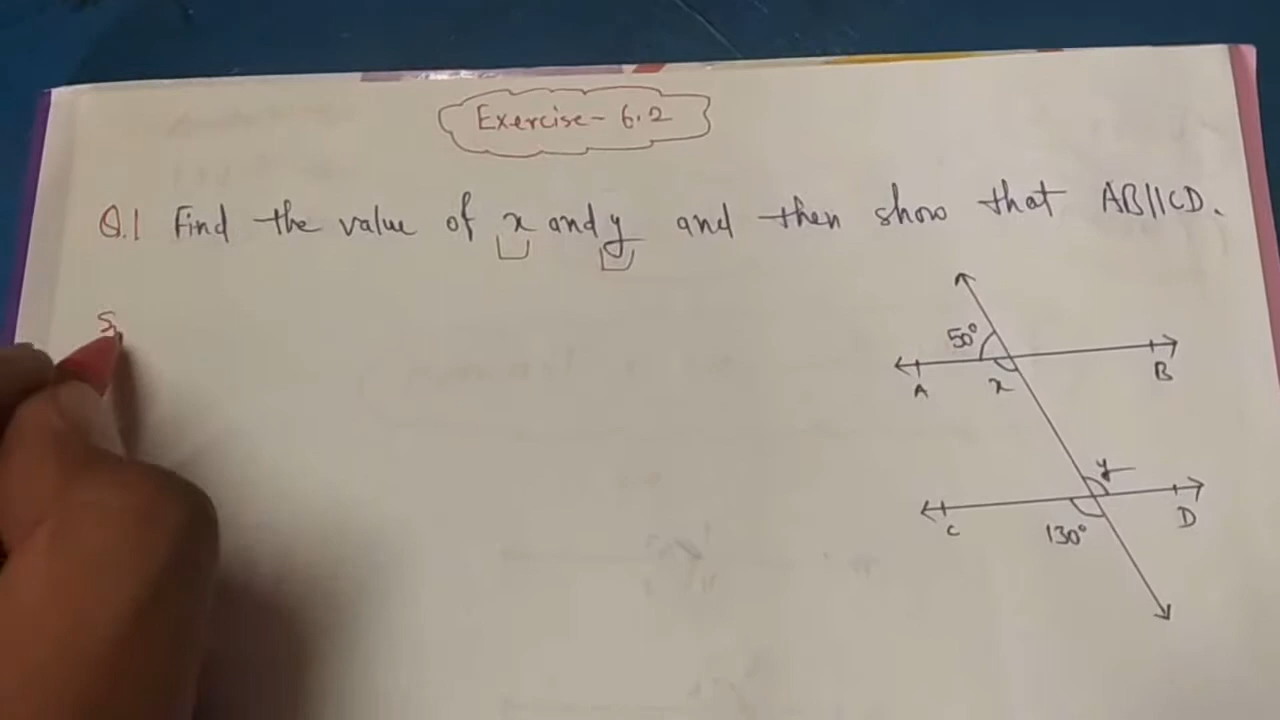 Exercise- 6.2
Q.1 Find the value of x and y and then show that AB||CD.
S
50°
A
x
B
y
C
130°
D